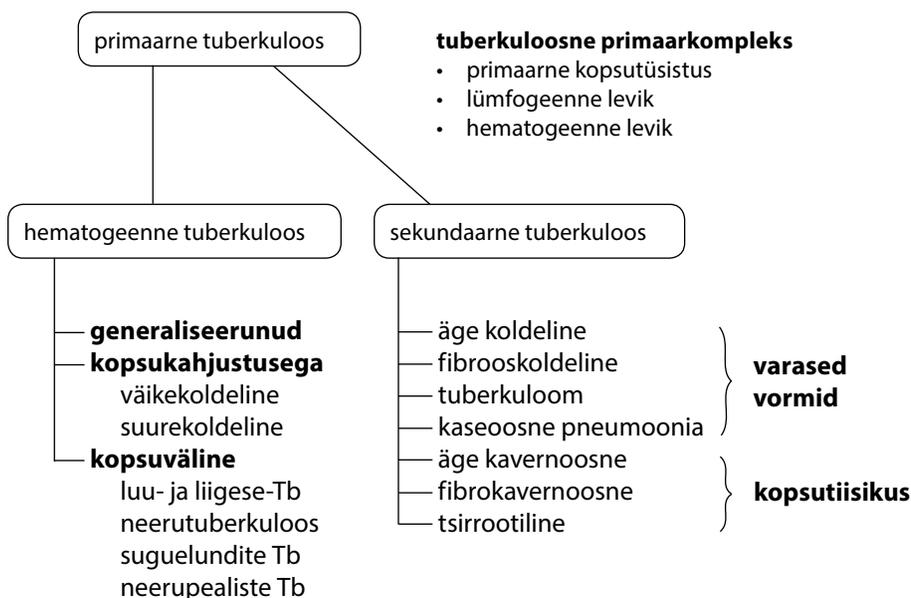 primaarne tuberkuloos
tuberkuloosne primaarkompleks
• primaarne kopsutüsistus
• lümfogeenne levik
• hematogeenne levik
hematogeenne tuberkuloos
sekundaarne tuberkuloos
generaliseerunud
kopsukahjustusega
väikekoldeline
suurekoldeline
kopsuväline
luu- ja liigese-Tb
neerutuberkuloos
suguelundite Tb
neerupealiste Tb
äge koldeline
fibrooskoldeline
tuberkuloom
kaseoosne pneumoonia
äge kavernoosne
fibrokavernoosne
tsirrootiline
varased
vormid
kopsutiisikus